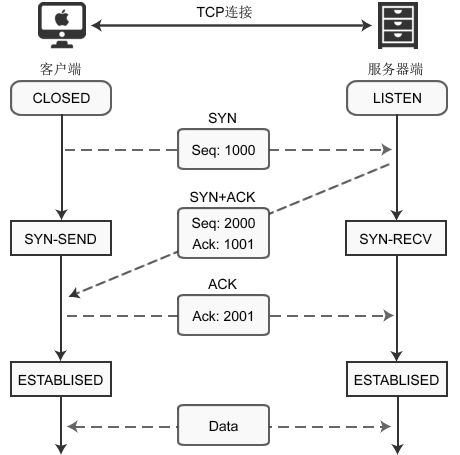 TCP连接
客户端
服务器端
CLOSED
LISTEN
SYN
Seq: 1000
SYN+ACK
Seq: 2000
Ack: 1001
SYN-SEND
SYN-RECV
ACK
Ack: 2001
ESTABLISED
ESTABLISED
Data